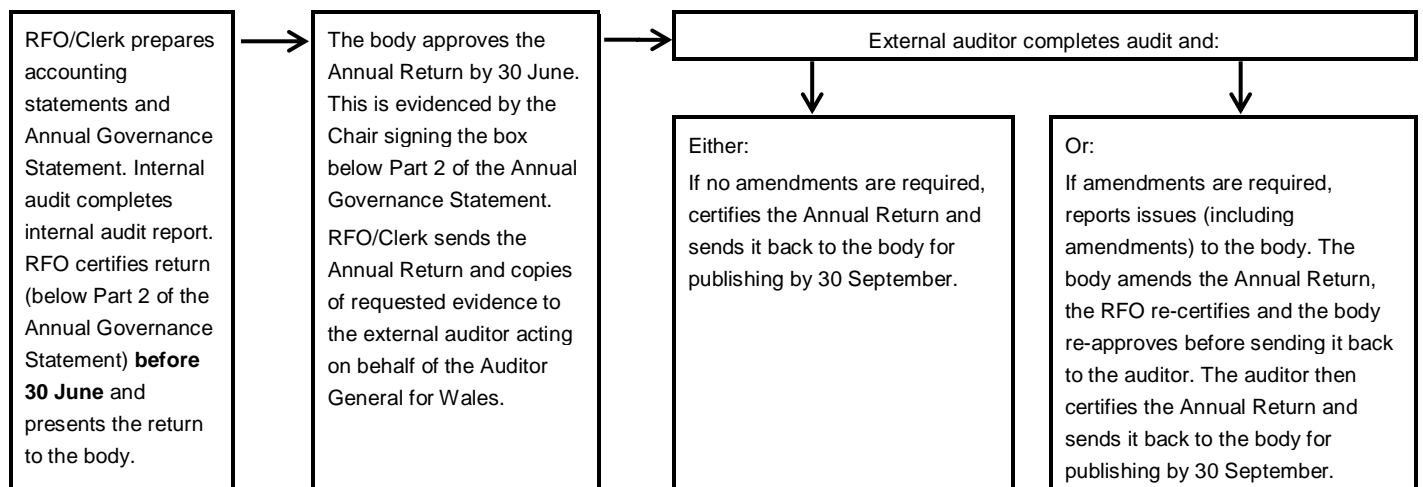 RFO/Clerk prepares
accounting
statements and
Annual Governance
Statement. Internal
audit completes
internal audit report.
RFO certifies return
(below Part 2 of the
Annual Governance
Statement) before
30 June and
presents the return
to the body.
The body approves the
Annual Return by 30 June.
This is evidenced by the
Chair signing the box
below Part 2 of the Annual
Governance Statement.
RFO/Clerk sends the
Annual Return and copies
of requested evidence to
the external auditor acting
on behalf of the Auditor
General for Wales.
External auditor completes audit and:
Either:
If no amendments are required,
certifies the Annual Return and
sends it back to the body for
publishing by 30 September.
Or:
If amendments are required,
reports issues (including
amendments) to the body. The
body amends the Annual Return,
the RFO re-certifies and the body
re-approves before sending it back
to the auditor. The auditor then
certifies the Annual Return and
sends it back to the body for
publishing by 30 September.